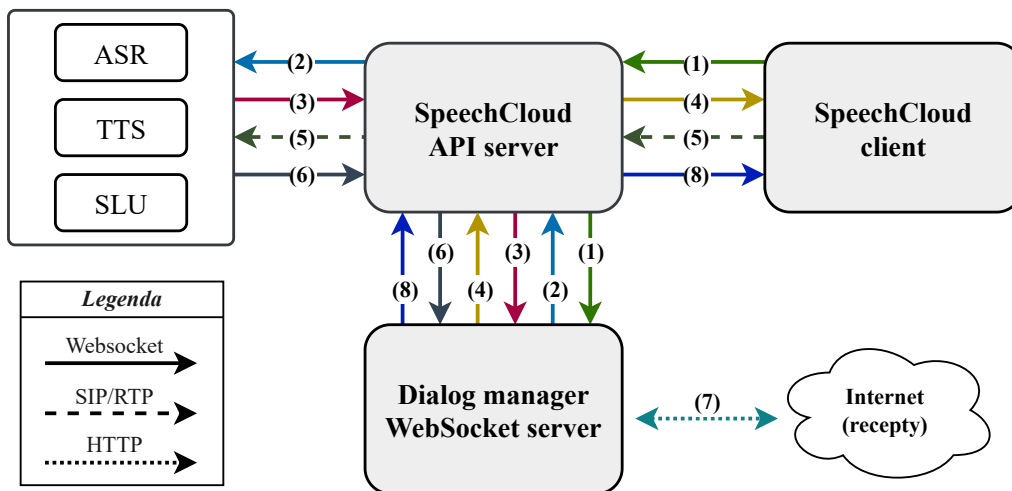 ASR
TTS
SLU
(2)
(3)
(5)
(6)
SpeechCloud
API server
(1)
(4)
(5)
(8)
SpeechCloud
client
(8)
(6)
(4)
(3)
(2)
(1)
Legenda
Websocket
SIP/RTP
HTTP
Dialog manager
WebSocket server
(7)
Internet
(recepty)